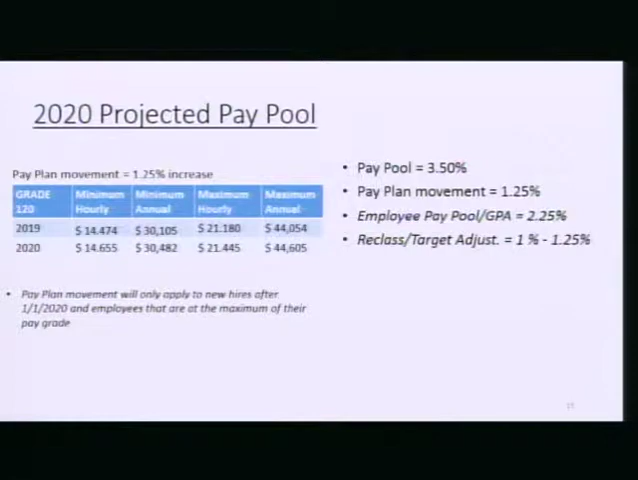 2020 Projected Pay Pool
Pay Plan movement = 1.25% increase
GRADE 120 Minimum Hourly Minimum Annual Maximum Hourly Maximum Annual
2019 $ 14.474 $ 30,105 $ 21.180 $ 44,054
2020 $ 14.655 $ 30,482 $ 21.445 $ 44,605
• Pay Plan movement will only apply to new hires after
1/1/2020 and employees that are at the maximum of their
pay grade
• Pay Pool = 3.50%
• Pay Plan movement = 1.25%
• Employee Pay Pool/GPA = 2.25%
• Reclass/Target Adjust. = 1 % - 1.25%